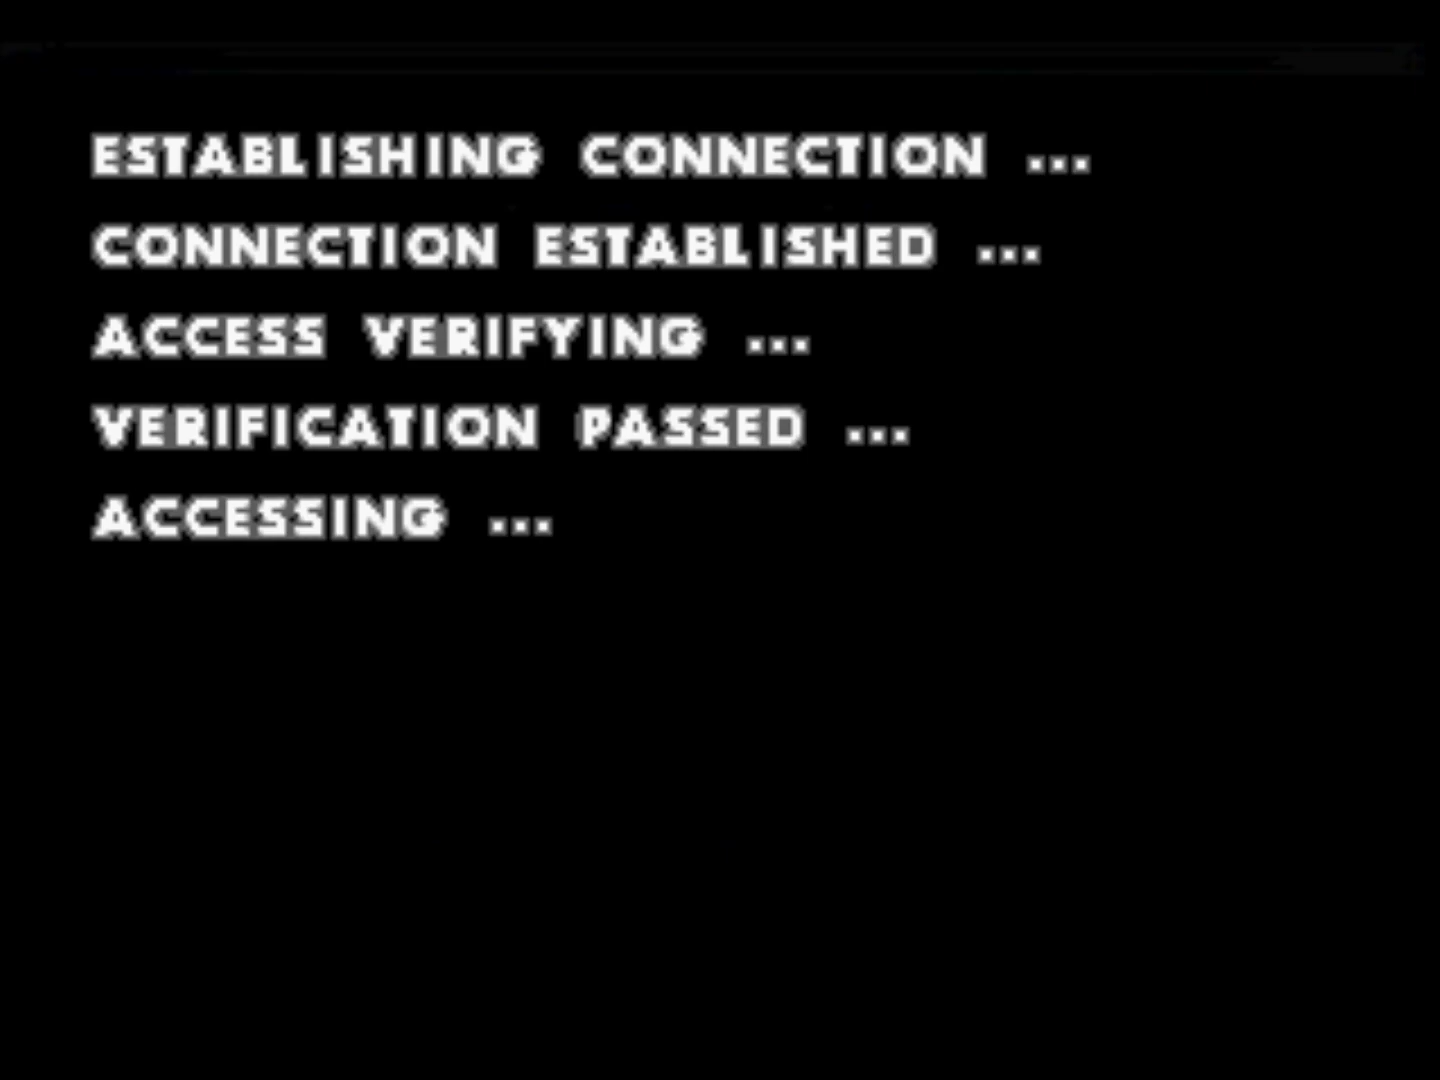 ESTABLISHING CONNECTION ...
CONNECTION ESTABLISHED ...
ACCESS VERIFYING ...
VERIFICATION PASSED ...
ACCESSING ...